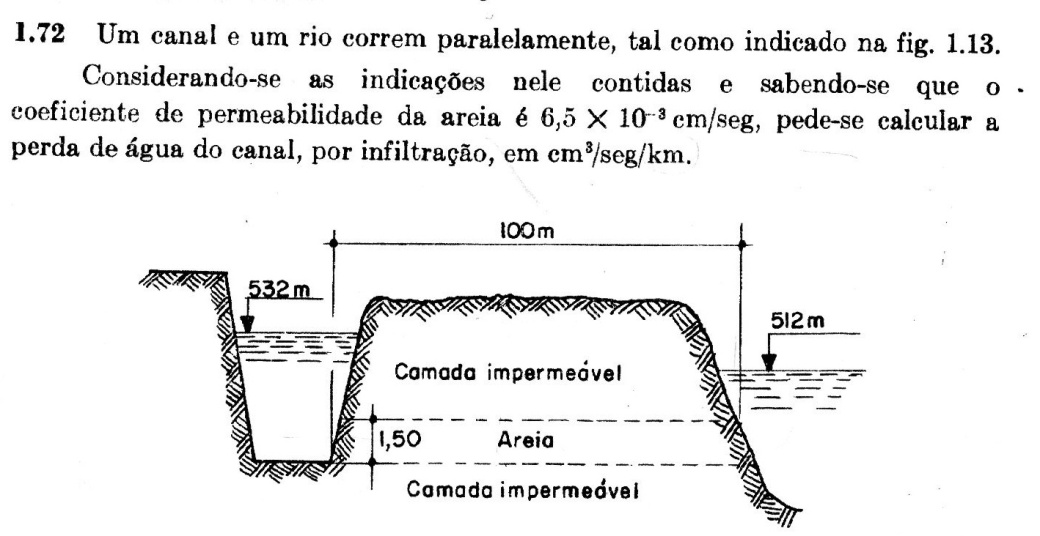 1.72 Um canal e um rio correm paralelamente, tal como indicado na fig. 1.13.
Considerando-se as indicações nele contidas e sabendo-se que o
coeficiente de permeabilidade da areia é 6,5 × 10⁻³ cm/seg, pede-se calcular a
perda de água do canal, por infiltração, em cm³/seg/km.
100m
532m
512m
Camada impermeável
1,50 Areia
Camada impermeável